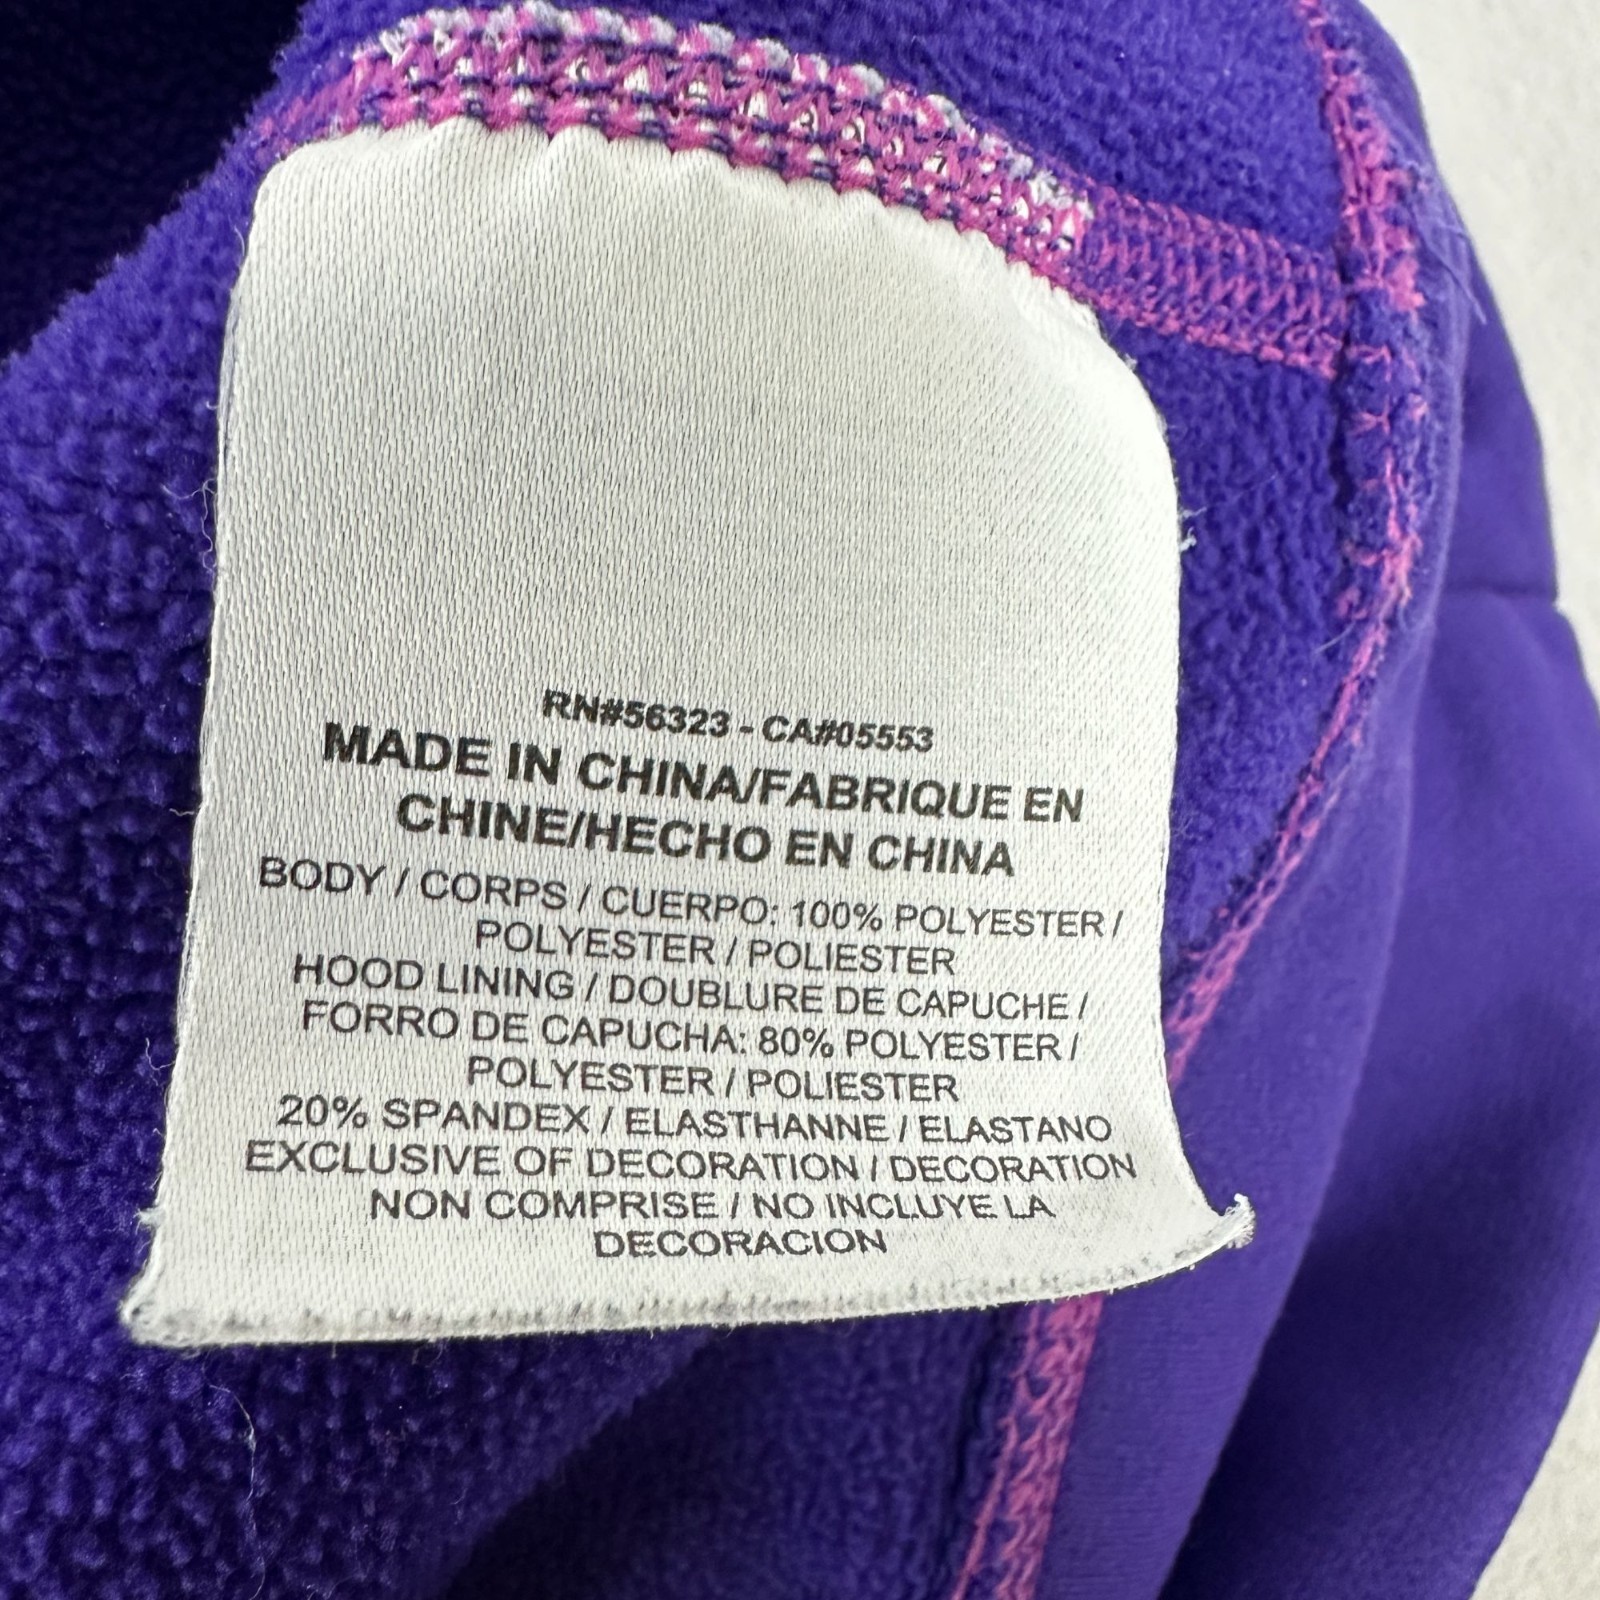 RN#56323 - CA#05553
MADE IN CHINA/FABRIQUE EN
CHINE/HECHO EN CHINA
BODY / CORPS / CUERPO: 100% POLYESTER /
POLYESTER / POLIESTER
HOOD LINING / DOUBLURE DE CAPUCHE /
FORRO DE CAPUCHA: 80% POLYESTER /
POLYESTER / POLIESTER
20% SPANDEX / ELASTHANNE / ELASTANO
EXCLUSIVE OF DECORATION / DECORATION
NON COMPRISE / NO INCLUYE LA
DECORACION